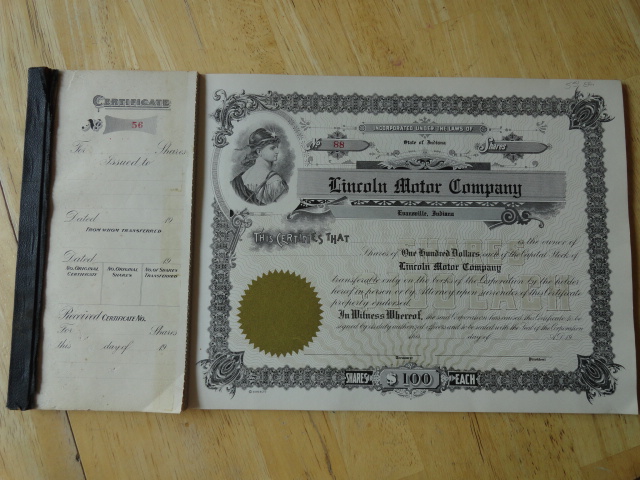 CERTIFICATE
No 56
For Shares
Issued to
Dated 19
FROM WHOM TRANSFERRED
Dated 19
NO. ORIGINAL CERTIFICATE
NO. ORIGINAL SHARES
NO. OF SHARES TRANSFERRED
Received CERTIFICATE NO.
For Shares
this day of 19
INCORPORATED UNDER THE LAWS OF
State of Indiana
No 88
Shares
Lincoln Motor Company
Evansville, Indiana
THIS CERTIFIES THAT
is the owner of
Shares of One Hundred Dollars, each of the Capital Stock of
Lincoln Motor Company
transferable only on the books of the Corporation by the holder
hereof in person or by Attorney upon surrender of this Certificate
properly endorsed.
In Witness Whereof, the said Corporation has caused this Certificate to be
signed by its duly authorized officers and to be sealed with the Seal of the Corporation
this day of A.D. 19
President
SHARES $100 EACH